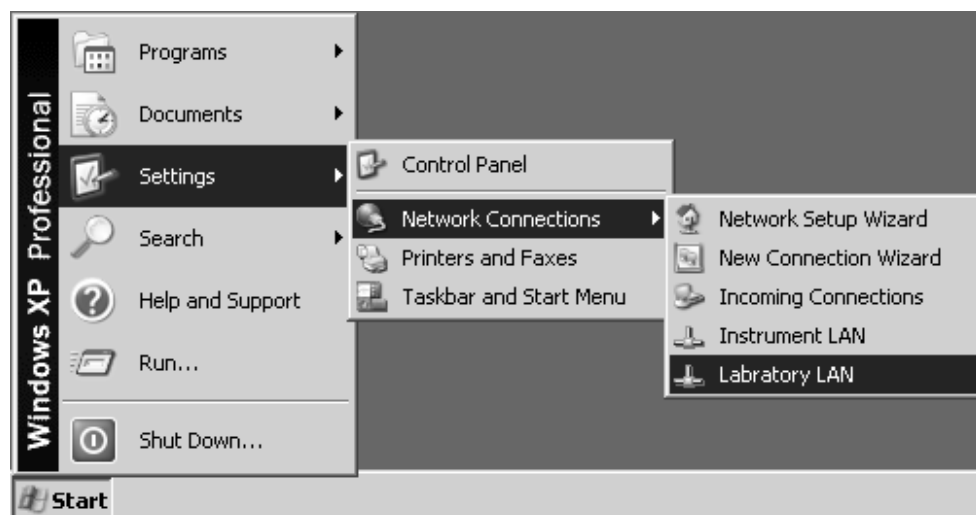 Windows XP Professional
Programs
Documents
Settings
Search
Help and Support
Run...
Shut Down...
Control Panel
Network Connections
Printers and Faxes
Taskbar and Start Menu
Network Setup Wizard
New Connection Wizard
Incoming Connections
Instrument LAN
Labratory LAN
Start